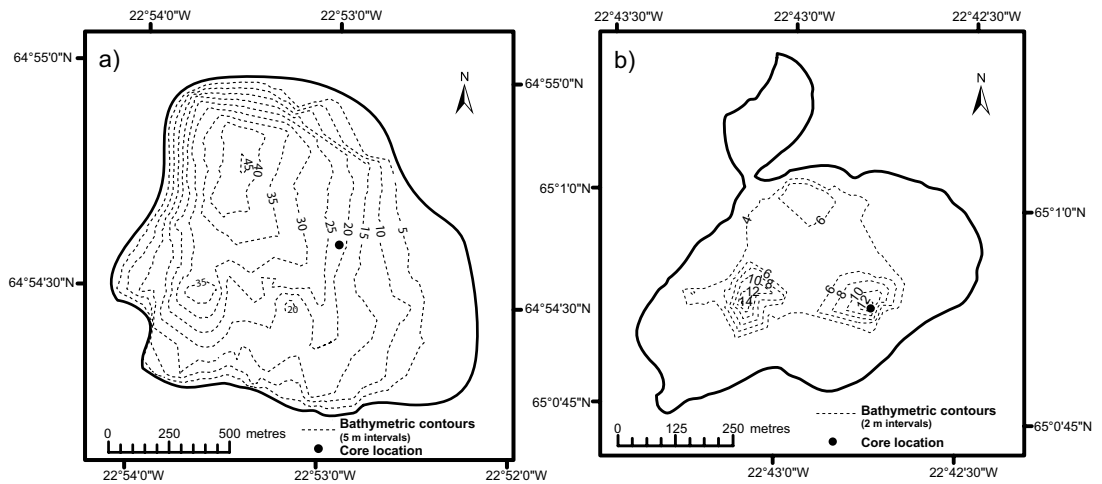 22°54'0"W 22°53'0"W
64°55'0"N
a)
N
64°55'0"N
45
40
35
30
25
20
15
10
5
64°54'30"N
35
20
64°54'30"N
0 250 500 metres
Bathymetric contours
(5 m intervals)
Core location
22°54'0"W 22°53'0"W 22°52'0"W
22°43'30"W 22°43'0"W 22°42'30"W
b)
N
65°1'0"N
65°1'0"N
4
6
6
8
10
12
14
6
8
10
12
65°0'45"N
65°0'45"N
0 125 250 metres
Bathymetric contours
(2 m intervals)
Core location
22°43'0"W 22°42'30"W